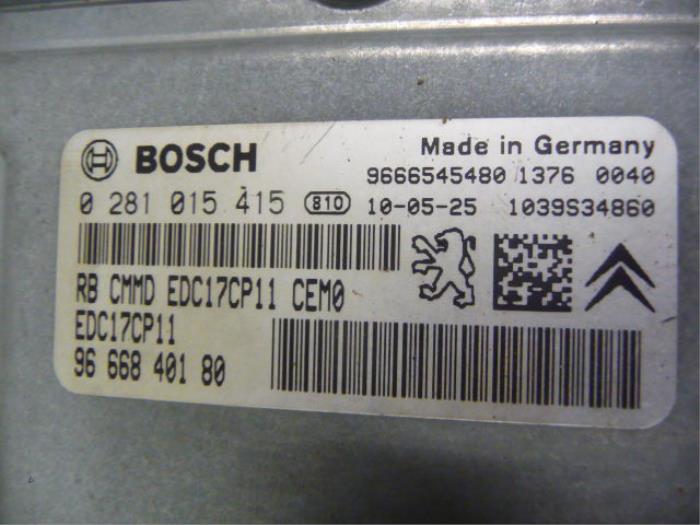 BOSCH Made in Germany
9666545480 1376 0040
0 281 015 415 810 10-05-25 1039S34860
RB CMMD EDC17CP11 CEM0
EDC17CP11
96 668 401 80